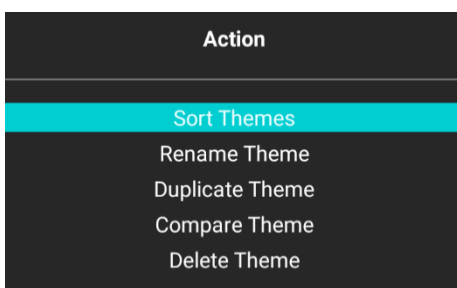 Action
Sort Themes
Rename Theme
Duplicate Theme
Compare Theme
Delete Theme